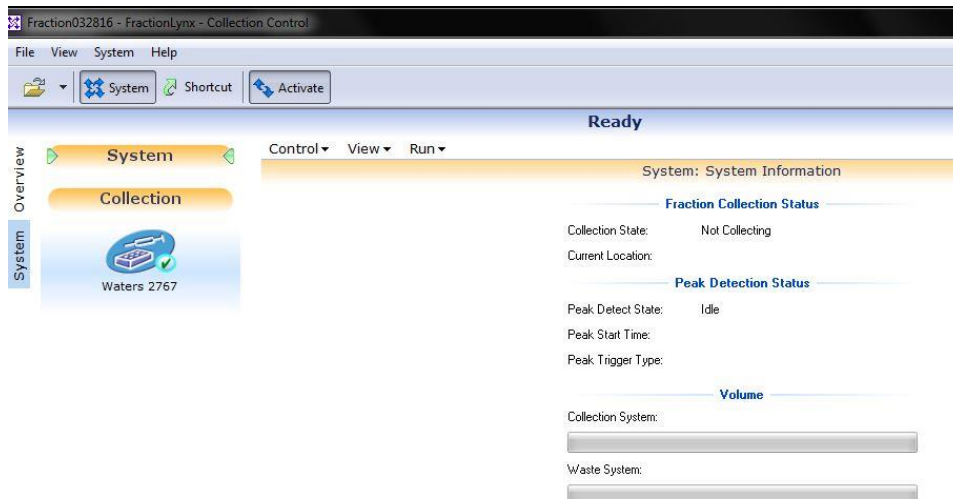 Fraction032816 - FractionLynx - Collection Control
File View System Help
System Shortcut Activate
Ready
Overview
System
System
Collection
Waters 2767
Control View Run
System: System Information
Fraction Collection Status
Collection State: Not Collecting
Current Location:
Peak Detection Status
Peak Detect State: Idle
Peak Start Time:
Peak Trigger Type:
Volume
Collection System:
Waste System: